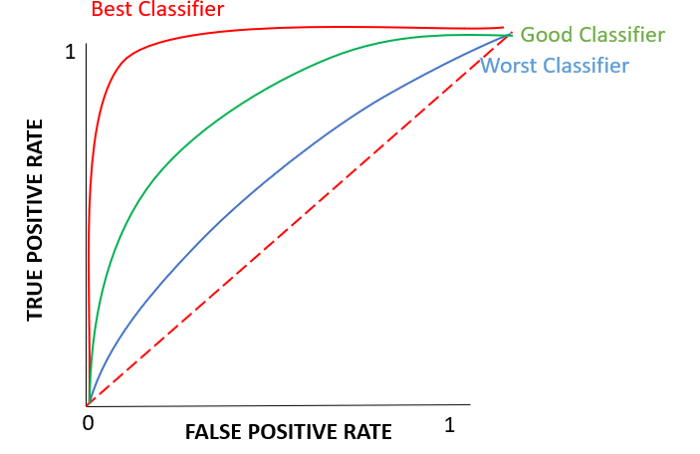 Best Classifier
Good Classifier
1
Worst Classifier
TRUE POSITIVE RATE
0
1
FALSE POSITIVE RATE